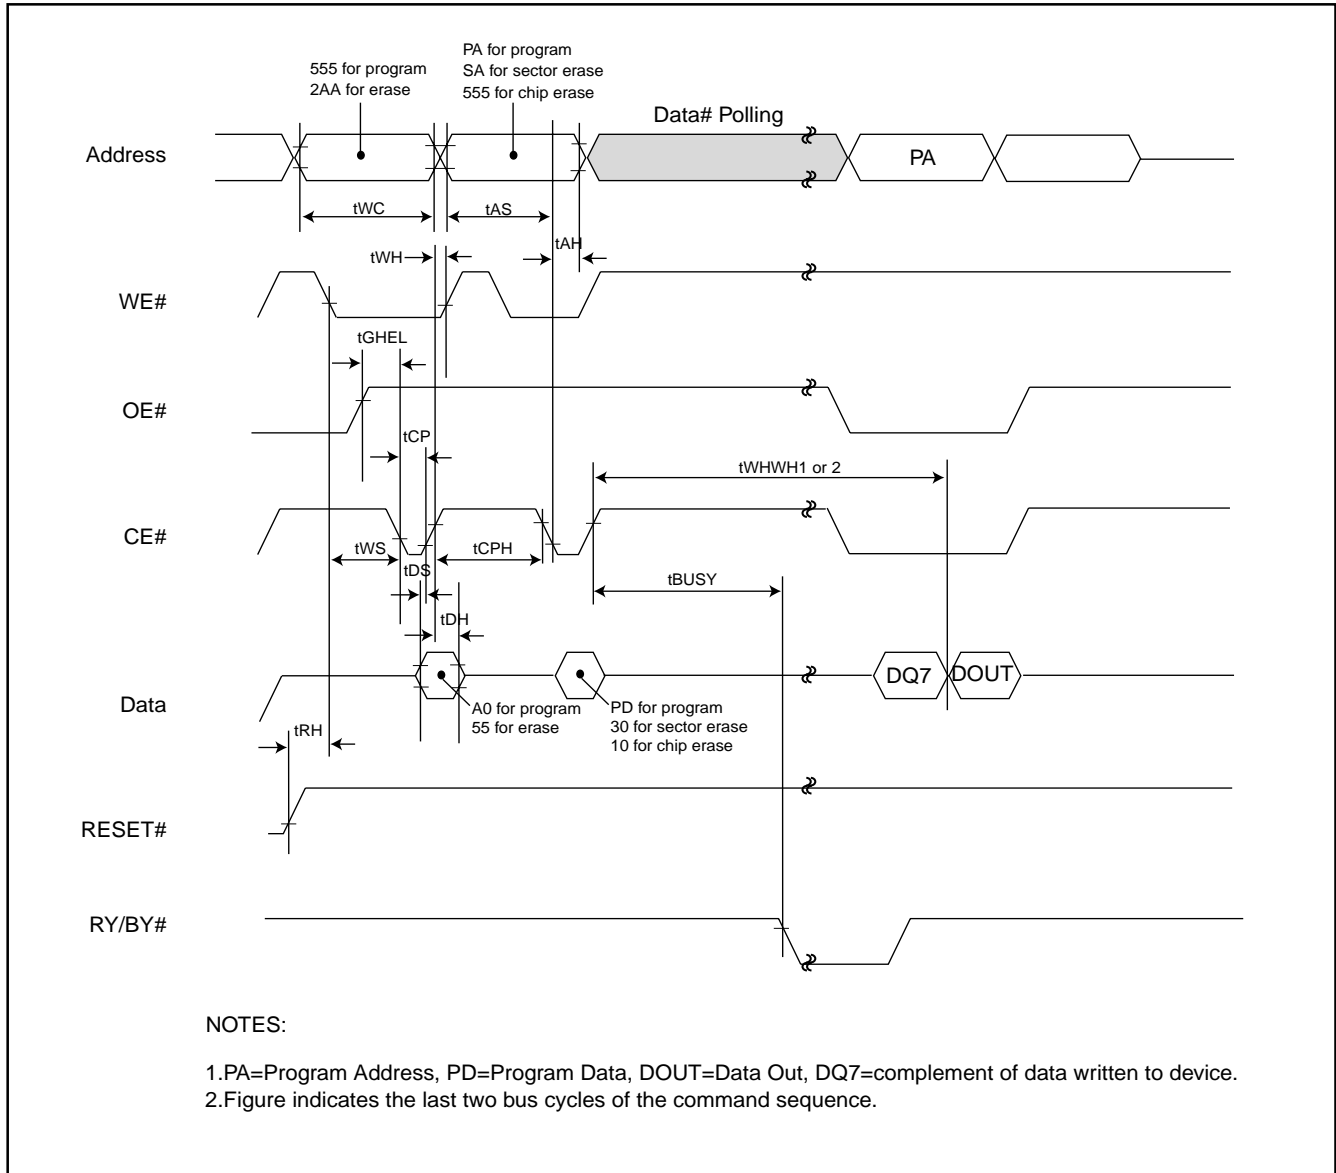 555 for program
2AA for erase
PA for program
SA for sector erase
555 for chip erase
Data# Polling
Address
PA
tWC
tAS
tAH
tWH
WE#
tGHEL
OE#
tCP
tWHWH1 or 2
CE#
tWS
tCPH
tDS
tBUSY
tDH
DQ7
DOUT
Data
A0 for program
55 for erase
PD for program
30 for sector erase
10 for chip erase
tRH
RESET#
RY/BY#
NOTES:
1.PA=Program Address, PD=Program Data, DOUT=Data Out, DQ7=complement of data written to device.
2.Figure indicates the last two bus cycles of the command sequence.